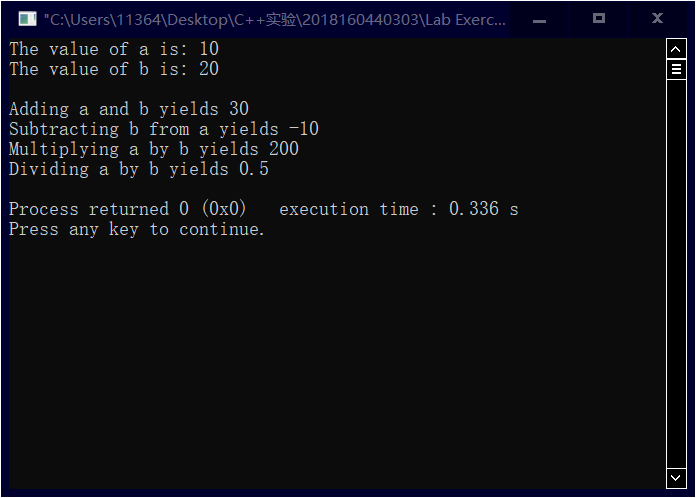 "C:\Users\11364\Desktop\C++实验\2018160440303\Lab Exerc...
The value of a is: 10
The value of b is: 20
Adding a and b yields 30
Subtracting b from a yields -10
Multiplying a by b yields 200
Dividing a by b yields 0.5
Process returned 0 (0x0)   execution time : 0.336 s
Press any key to continue.